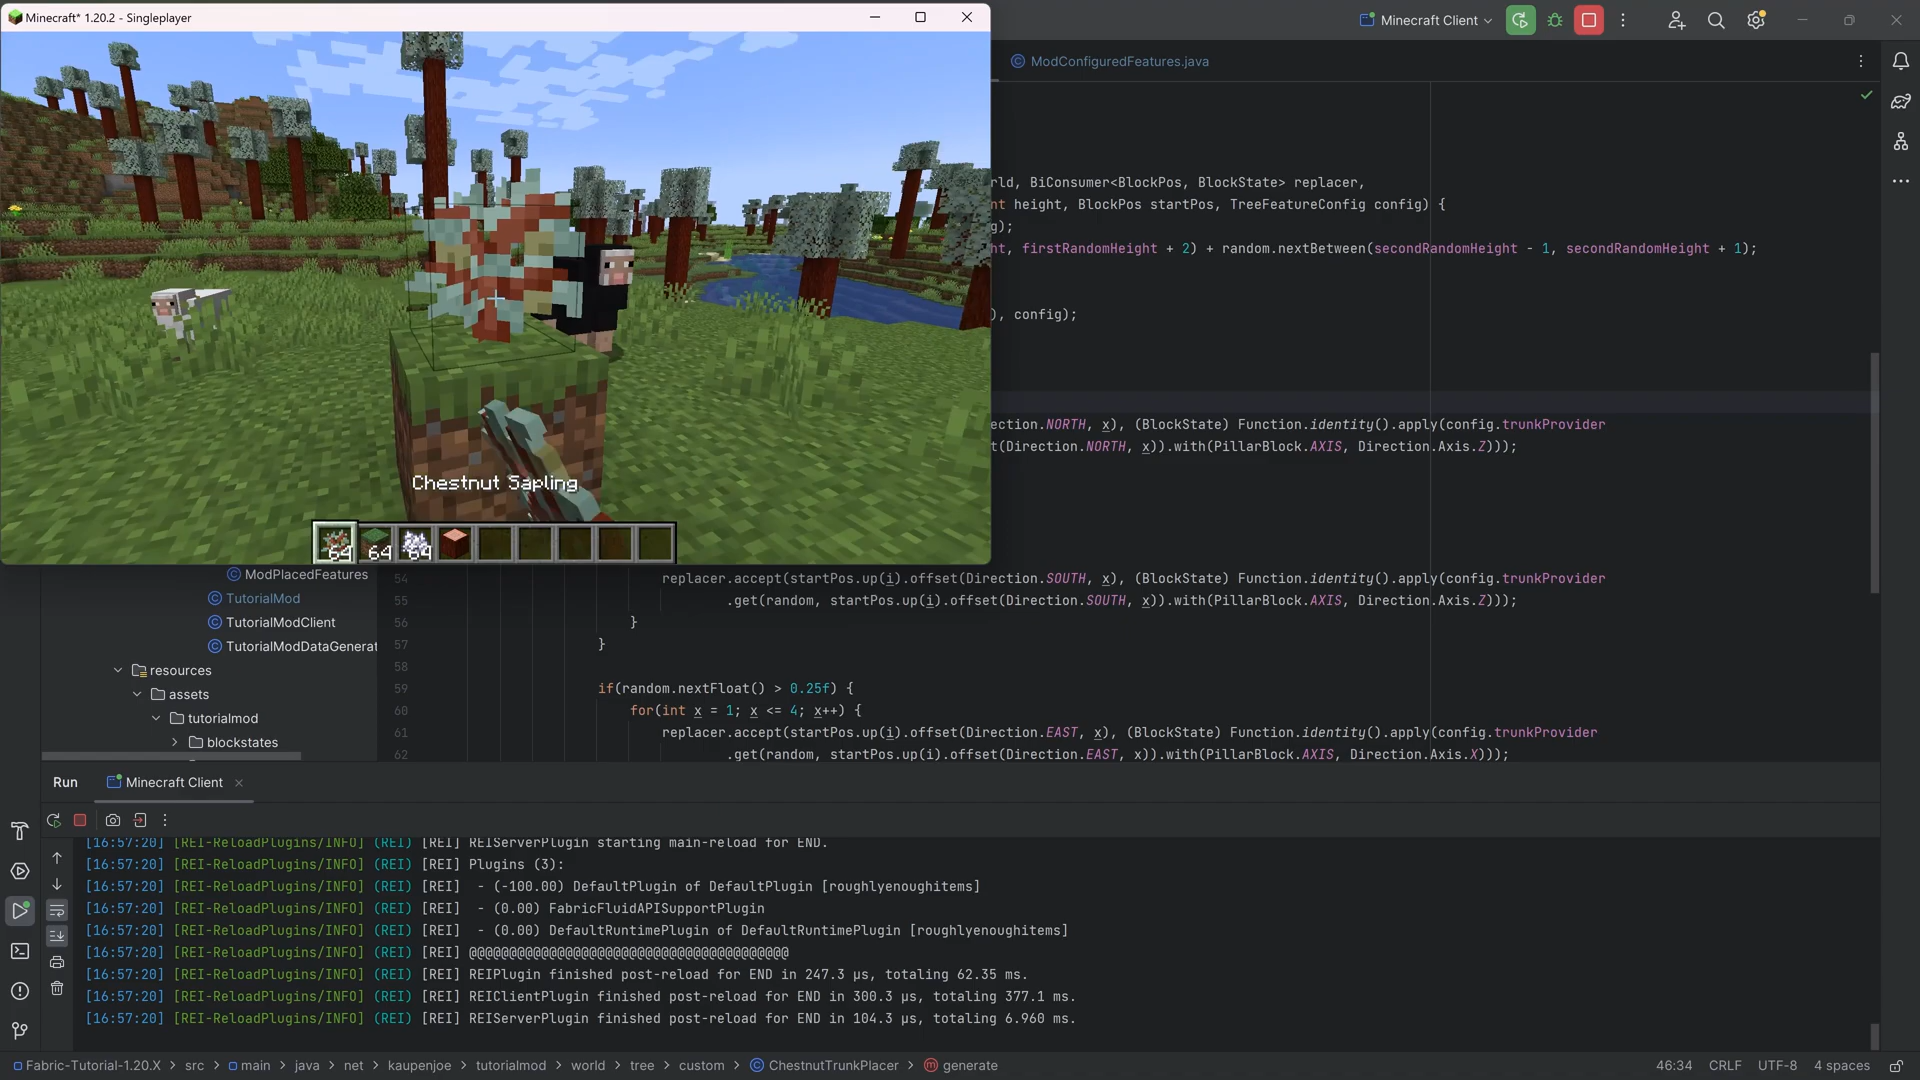 Minecraft* 1.20.2 - Singleplayer
Minecraft Client
ModConfiguredFeatures.java
rld, BiConsumer<BlockPos, BlockState> replacer,
nt height, BlockPos startPos, TreeFeatureConfig config) {
g);
ht, firstRandomHeight + 2) + random.nextBetween(secondRandomHeight - 1, secondRandomHeight + 1);
), config);
ection.NORTH, x), (BlockState) Function.identity().apply(config.trunkProvider
t(Direction.NORTH, x)).with(PillarBlock.AXIS, Direction.Axis.Z)));
Chestnut Sapling
64 64 64
ModPlacedFeatures
TutorialMod
TutorialModClient
TutorialModDataGenerat
resources
assets
tutorialmod
blockstates
54 replacer.accept(startPos.up(i).offset(Direction.SOUTH, x), (BlockState) Function.identity().apply(config.trunkProvider
55 .get(random, startPos.up(i).offset(Direction.SOUTH, x)).with(PillarBlock.AXIS, Direction.Axis.Z)));
56 }
57 }
58
59 if(random.nextFloat() > 0.25f) {
60 for(int x = 1; x <= 4; x++) {
61 replacer.accept(startPos.up(i).offset(Direction.EAST, x), (BlockState) Function.identity().apply(config.trunkProvider
62 .get(random, startPos.up(i).offset(Direction.EAST, x)).with(PillarBlock.AXIS, Direction.Axis.X)));
Run Minecraft Client
[16:57:20] [REI-ReloadPlugins/INFO] (REI) [REI] REIServerPlugin starting main-reload for END.
[16:57:20] [REI-ReloadPlugins/INFO] (REI) [REI] Plugins (3):
[16:57:20] [REI-ReloadPlugins/INFO] (REI) [REI]  - (-100.00) DefaultPlugin of DefaultPlugin [roughlyenoughitems]
[16:57:20] [REI-ReloadPlugins/INFO] (REI) [REI]  - (0.00) FabricFluidAPISupportPlugin
[16:57:20] [REI-ReloadPlugins/INFO] (REI) [REI]  - (0.00) DefaultRuntimePlugin of DefaultRuntimePlugin [roughlyenoughitems]
[16:57:20] [REI-ReloadPlugins/INFO] (REI) [REI] @@@@@@@@@@@@@@@@@@@@@@@@@@@@@@@@@@@@@@@@
[16:57:20] [REI-ReloadPlugins/INFO] (REI) [REI] REIPlugin finished post-reload for END in 247.3 μs, totaling 62.35 ms.
[16:57:20] [REI-ReloadPlugins/INFO] (REI) [REI] REIClientPlugin finished post-reload for END in 300.3 μs, totaling 377.1 ms.
[16:57:20] [REI-ReloadPlugins/INFO] (REI) [REI] REIServerPlugin finished post-reload for END in 104.3 μs, totaling 6.960 ms.
Fabric-Tutorial-1.20.X > src > main > java > net > kaupenjoe > tutorialmod > world > tree > custom > ChestnutTrunkPlacer > generate 46:34 CRLF UTF-8 4 spaces